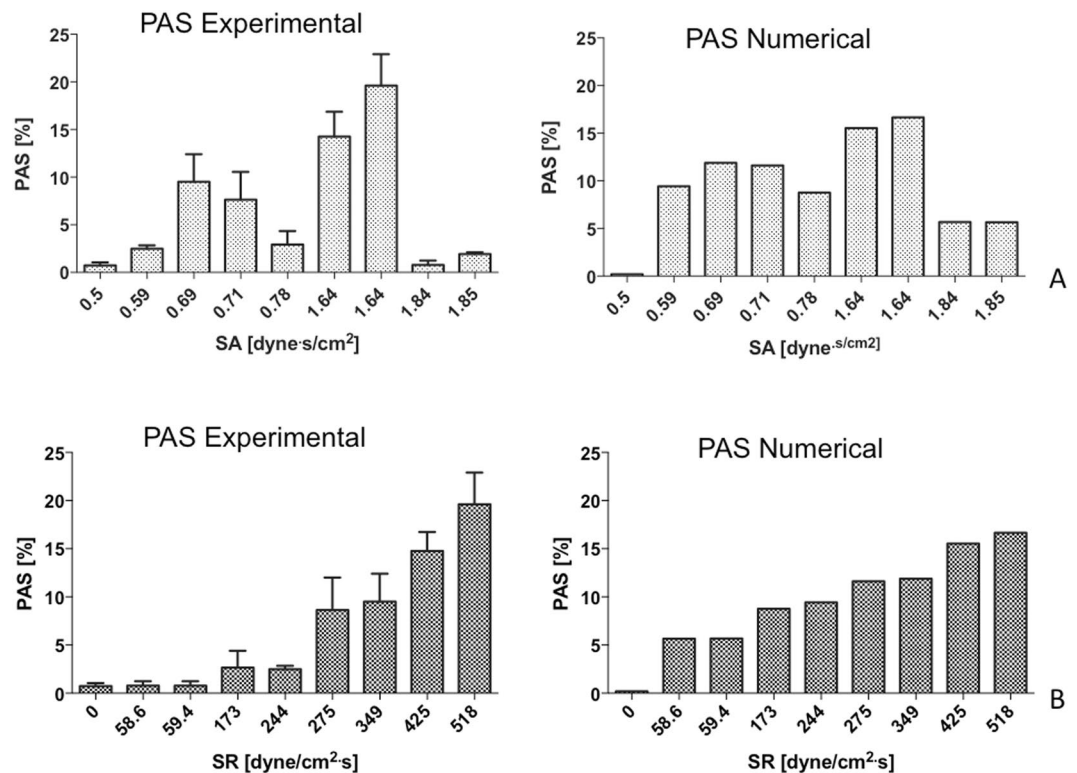 PAS Experimental
PAS [%]
25
20
15
10
5
0
0.5 0.59 0.69 0.71 0.78 1.64 1.64 1.84 1.85
SA [dyne·s/cm²]
PAS Numerical
PAS [%]
25
20
15
10
5
0
0.5 0.59 0.69 0.71 0.78 1.64 1.64 1.84 1.85
SA [dyne·s/cm2]
A
PAS Experimental
PAS [%]
25
20
15
10
5
0
0 58.6 59.4 173 244 275 349 425 518
SR [dyne/cm²·s]
PAS Numerical
PAS [%]
25
20
15
10
5
0
0 58.6 59.4 173 244 275 349 425 518
SR [dyne/cm²·s]
B